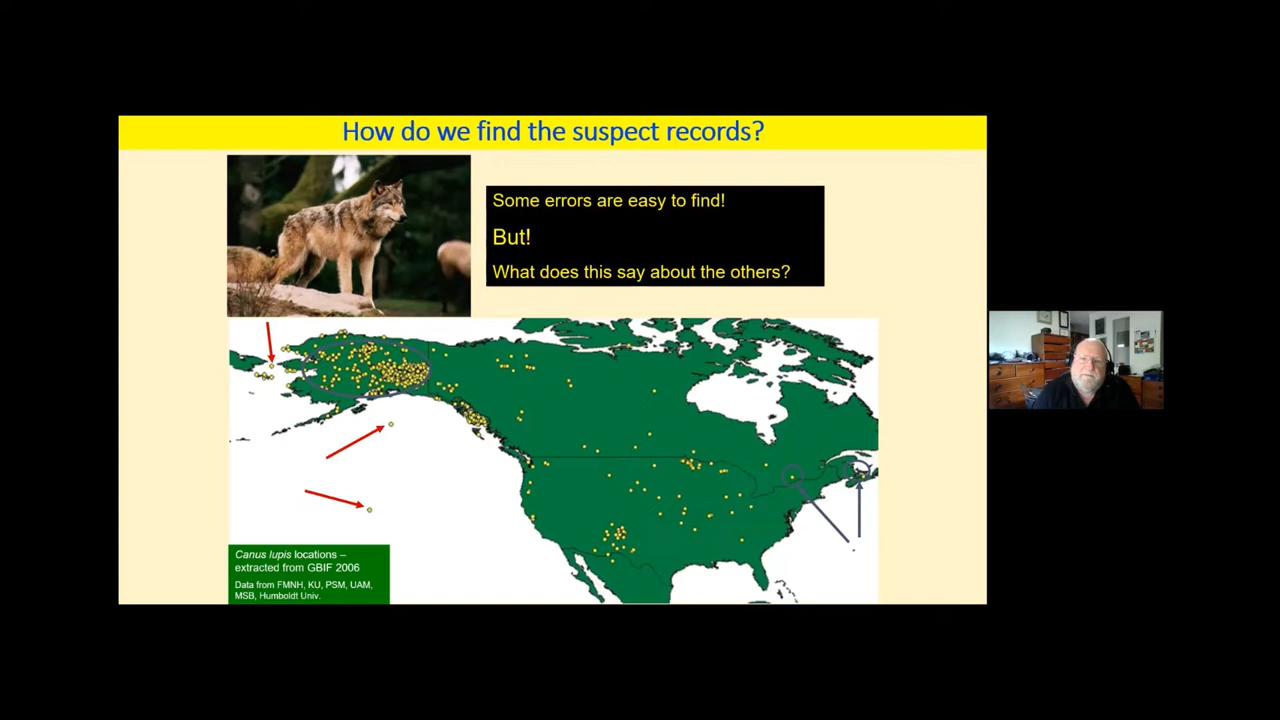 How do we find the suspect records?
Some errors are easy to find!
But!
What does this say about the others?
Canus lupis locations –
extracted from GBIF 2006
Data from FMNH, KU, PSM, UAM,
MSB, Humboldt Univ.